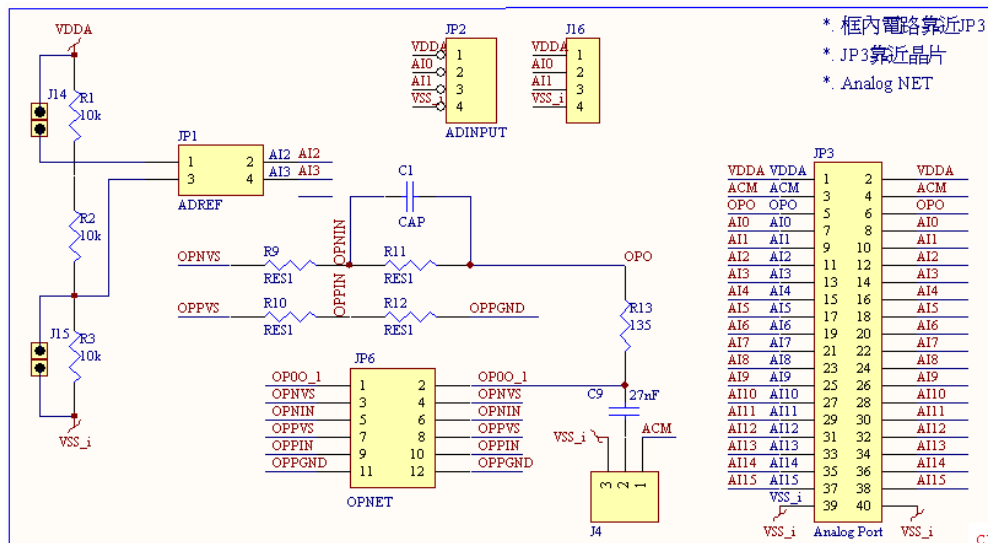 *. 框內電路靠近JP3
*. JP3靠近晶片
*. Analog NET
VDDA
J14
R1
10k
R2
10k
J15
R3
10k
VSS_i
JP1
1 2 AI2 AI2
3 4 AI3 AI3
ADREF
JP2
VDDA 1
AI0 2
AI1 3
VSS_i 4
ADINPUT
J16
VDDA 1
AI0 2
AI1 3
VSS_i 4
C1
CAP
OPNIN
OPPIN
OPNVS
R9
RES1
R11
RES1
OPO
OPPVS
R10
RES1
R12
RES1
OPPGND
R13
135
JP6
OP0O_1 1 2 OP0O_1
OPNVS 3 4 OPNVS
OPNIN 5 6 OPNIN
OPPVS 7 8 OPPVS
OPPIN 9 10 OPPIN
OPPGND 11 12 OPPGND
OPNET
C9
27nF
VSS_i
ACM
3 2 1
J4
JP3
VDDA VDDA 1 2 VDDA
ACM ACM 3 4 ACM
OPO OPO 5 6 OPO
AI0 AI0 7 8 AI0
AI1 AI1 9 10 AI1
AI2 AI2 11 12 AI2
AI3 AI3 13 14 AI3
AI4 AI4 15 16 AI4
AI5 AI5 17 18 AI5
AI6 AI6 19 20 AI6
AI7 AI7 21 22 AI7
AI8 AI8 23 24 AI8
AI9 AI9 25 26 AI9
AI10 AI10 27 28 AI10
AI11 AI11 29 30 AI11
AI12 AI12 31 32 AI12
AI13 AI13 33 34 AI13
AI14 AI14 35 36 AI14
AI15 AI15 37 38 AI15
VSS_i 39 40
VSS_i
VSS_i
Analog Port